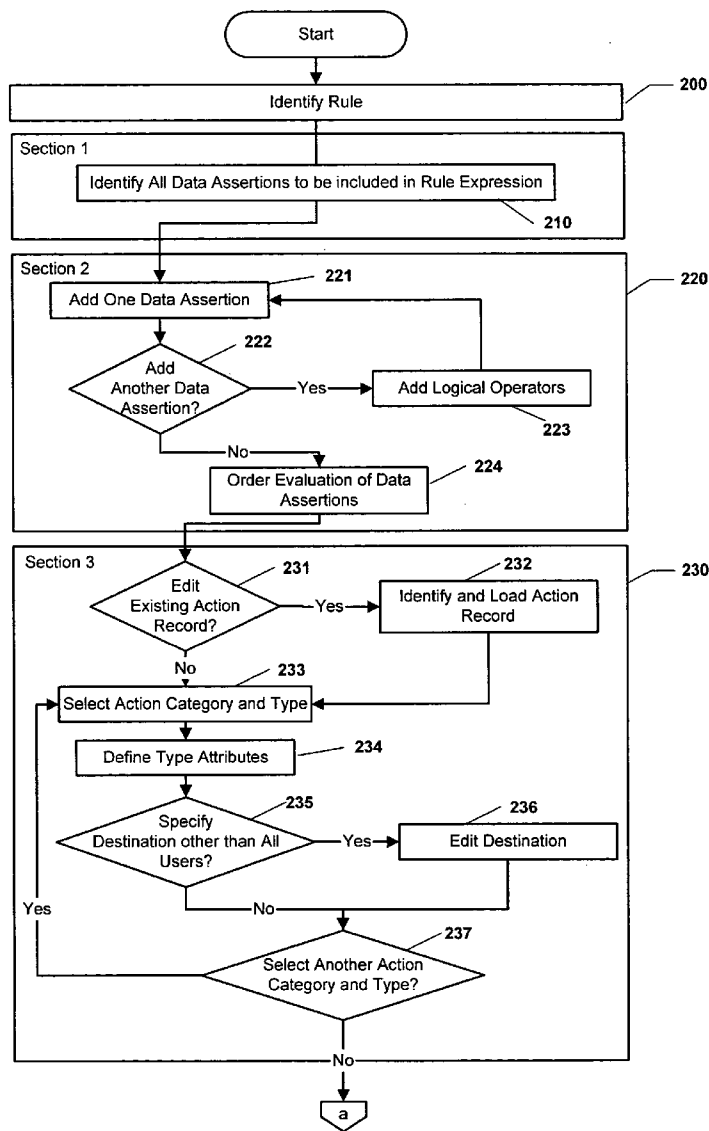 Start
200
Identify Rule
Section 1
Identify All Data Assertions to be included in Rule Expression
210
Section 2
221
220
Add One Data Assertion
222
Add
Another Data
Assertion?
Yes
Add Logical Operators
223
No
224
Order Evaluation of Data
Assertions
Section 3
231
232
230
Edit
Existing Action
Record?
Yes
Identify and Load Action
Record
No
233
Select Action Category and Type
234
Define Type Attributes
235
236
Specify
Destination other than All
Users?
Yes
Edit Destination
Yes
No
237
Select Another Action
Category and Type?
No
a